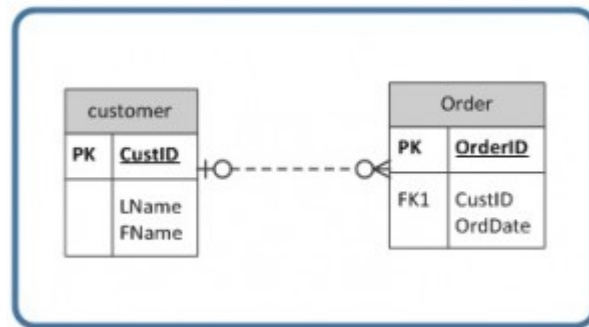 customer
PK CustID
LName
FName
Order
PK OrderID
FK1 CustID
OrdDate